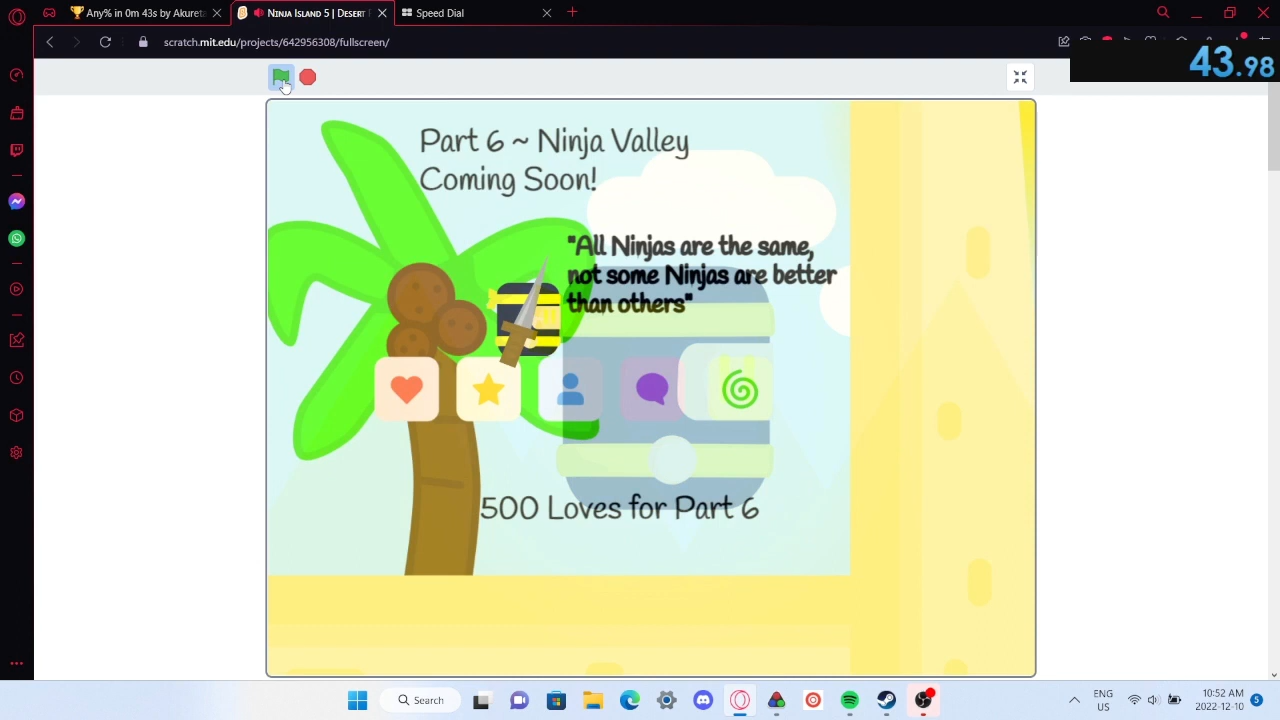 Any% in 0m 43s by Akureta
Ninja Island 5 | Desert
Speed Dial
scratch.mit.edu/projects/642956308/fullscreen/
43.98
Part 6 ~ Ninja Valley
Coming Soon!
"All Ninjas are the same,
not some Ninjas are better
than others"
500 Loves for Part 6
Search
ENG
US
10:52 AM
2022-12-10
5